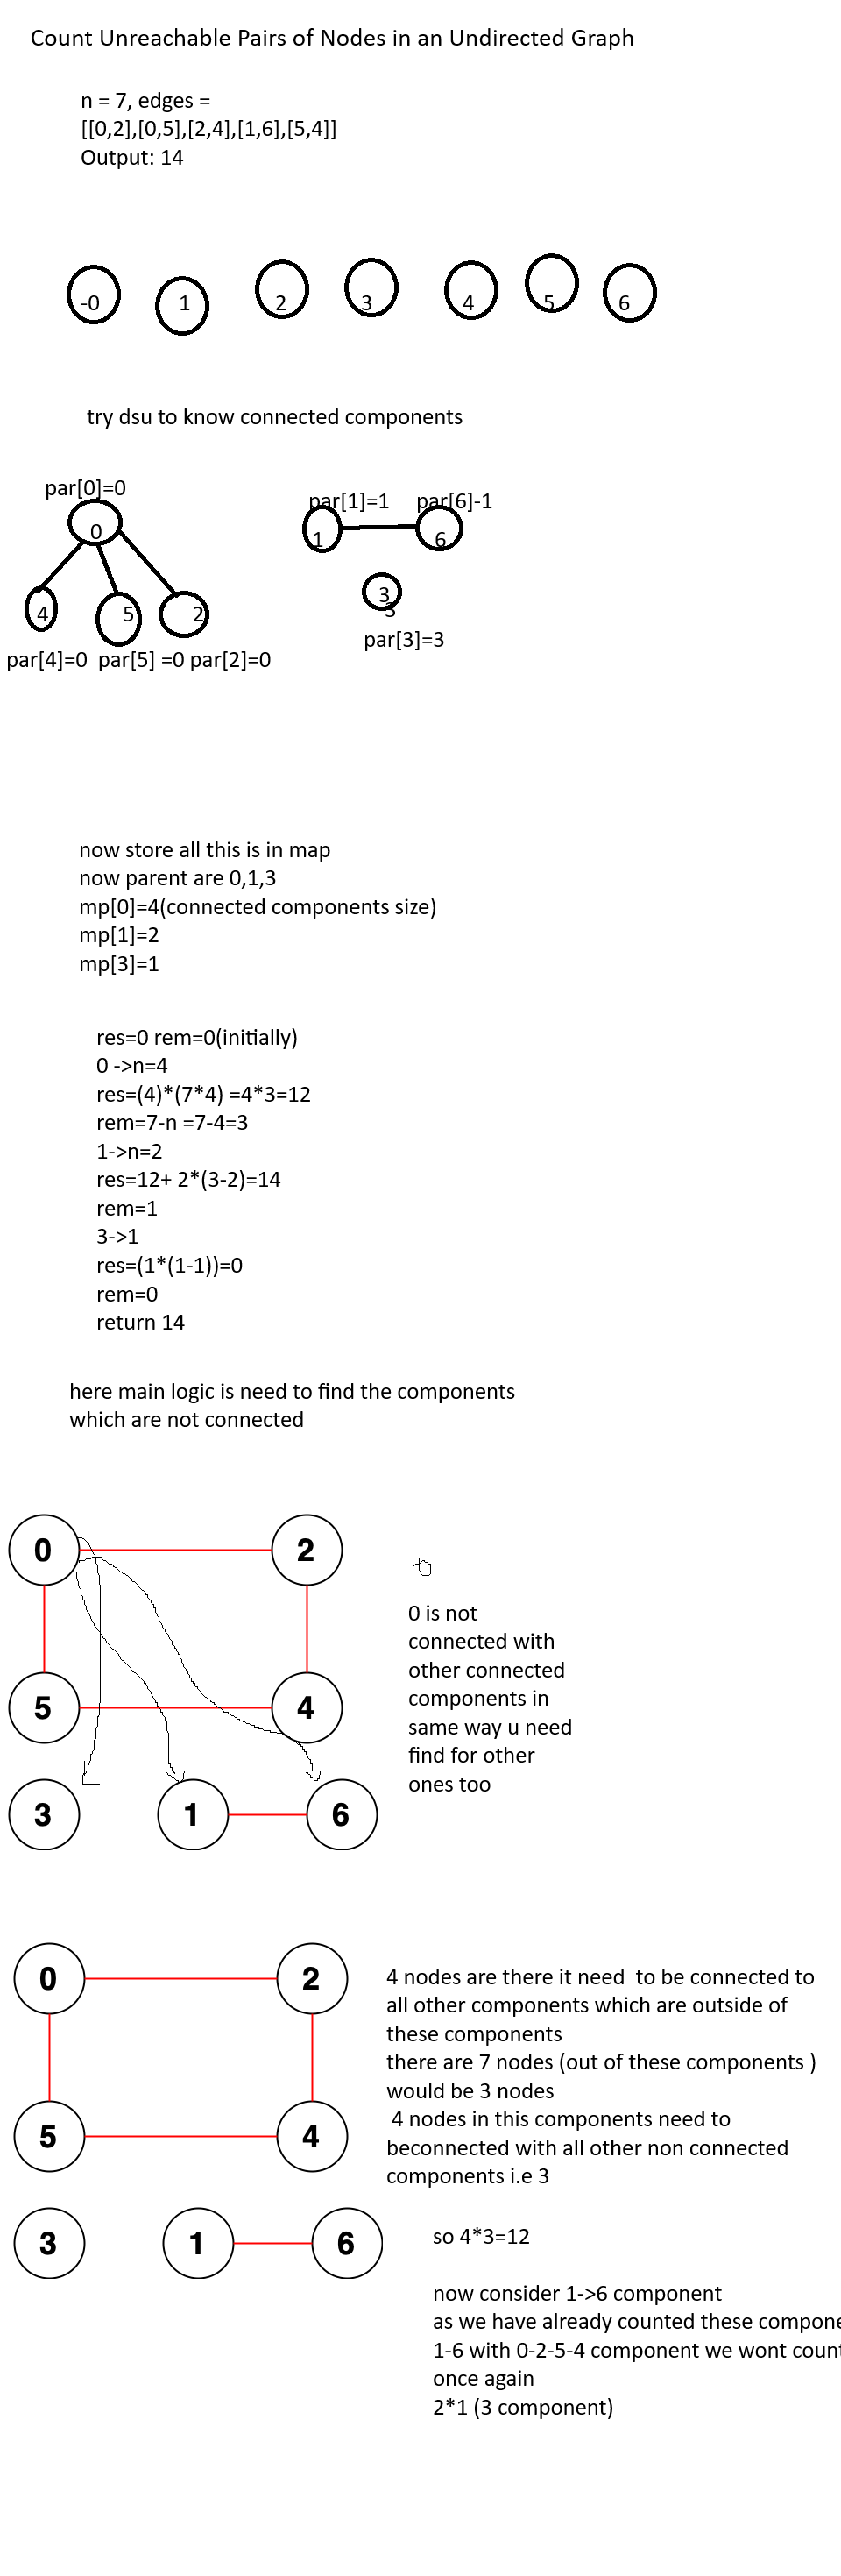 Count Unreachable Pairs of Nodes in an Undirected Graph
n = 7, edges =
[[0,2],[0,5],[2,4],[1,6],[5,4]]
Output: 14
-0 1 2 3 4 5 6
try dsu to know connected components
par[0]=0
par[1]=1 par[6]-1
0
1 6
3
3
4 5 2
par[3]=3
par[4]=0 par[5] =0 par[2]=0
now store all this is in map
now parent are 0,1,3
mp[0]=4(connected components size)
mp[1]=2
mp[3]=1
res=0 rem=0(initially)
0 ->n=4
res=(4)*(7*4) =4*3=12
rem=7-n =7-4=3
1->n=2
res=12+ 2*(3-2)=14
rem=1
3->1
res=(1*(1-1))=0
rem=0
return 14
here main logic is need to find the components
which are not connected
0 2
5 4
3 1 6
0 is not
connected with
other connected
components in
same way u need
find for other
ones too
0 2
5 4
3 1 6
4 nodes are there it need to be connected to
all other components which are outside of
these components
there are 7 nodes (out of these components )
would be 3 nodes
4 nodes in this components need to
beconnected with all other non connected
components i.e 3
so 4*3=12
now consider 1->6 component
as we have already counted these compone
1-6 with 0-2-5-4 component we wont count
once again
2*1 (3 component)